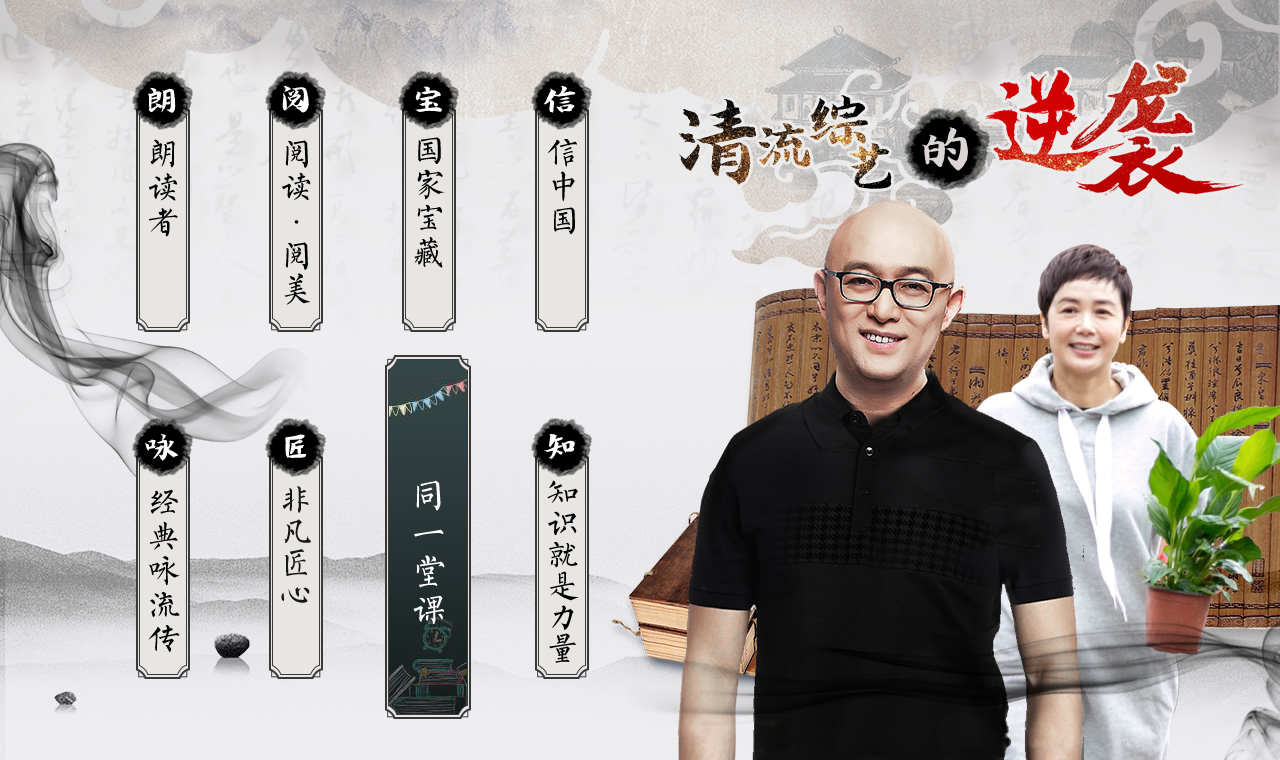 清流综艺的逆袭
朗
朗读者
阅
阅读·阅美
宝
国家宝藏
信
信中国
咏
经典咏流传
匠
非凡匠心
同一堂课
知
知识就是力量